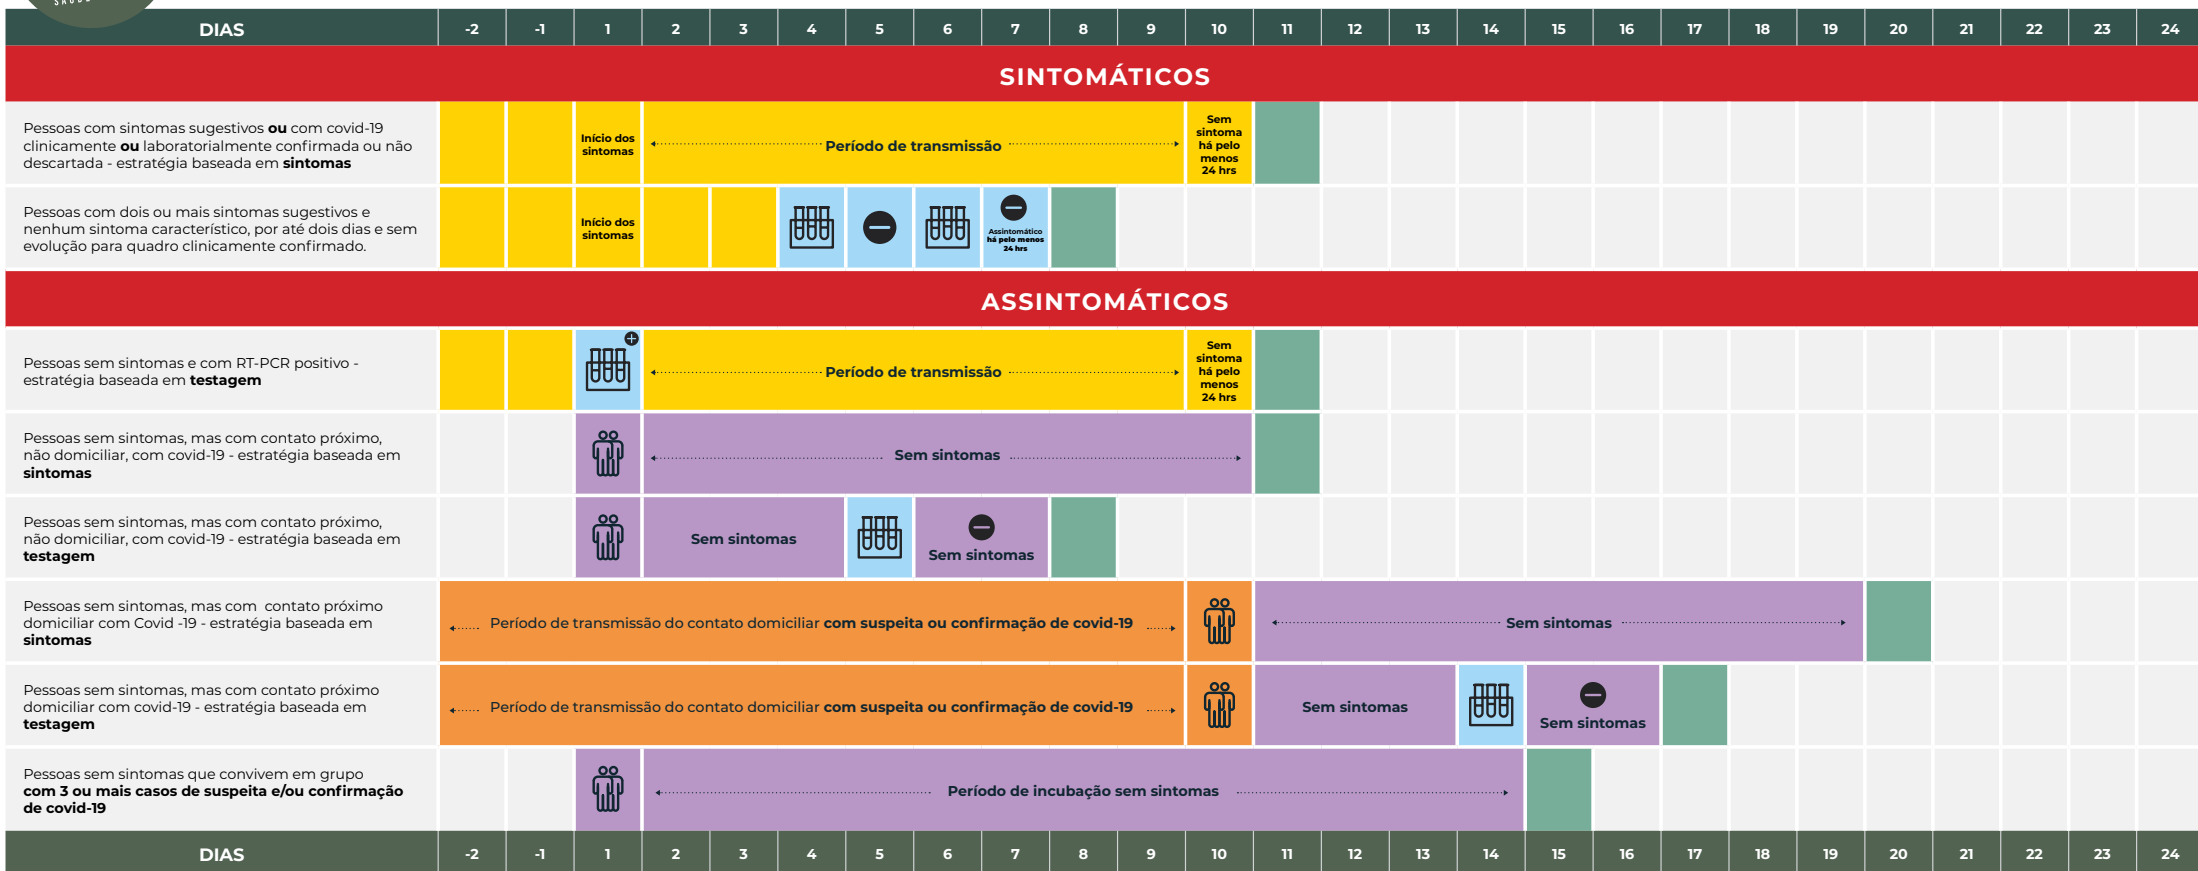 SAÚDE
DIAS -2 -1 1 2 3 4 5 6 7 8 9 10 11 12 13 14 15 16 17 18 19 20 21 22 23 24
SINTOMÁTICOS
Pessoas com sintomas sugestivos ou com covid-19
clinicamente ou laboratorialmente confirmada ou não
descartada - estratégia baseada em sintomas
Início dos
sintomas
Período de transmissão
Sem
sintoma
há pelo
menos
24 hrs
Pessoas com dois ou mais sintomas sugestivos e
nenhum sintoma característico, por até dois dias e sem
evolução para quadro clinicamente confirmado.
Início dos
sintomas
Assintomático
há pelo menos
24 hrs
ASSINTOMÁTICOS
Pessoas sem sintomas e com RT-PCR positivo -
estratégia baseada em testagem
Período de transmissão
Sem
sintoma
há pelo
menos
24 hrs
Pessoas sem sintomas, mas com contato próximo,
não domiciliar, com covid-19 - estratégia baseada em
sintomas
Sem sintomas
Pessoas sem sintomas, mas com contato próximo,
não domiciliar, com covid-19 - estratégia baseada em
testagem
Sem sintomas
Sem sintomas
Pessoas sem sintomas, mas com contato próximo
domiciliar com Covid -19 - estratégia baseada em
sintomas
Período de transmissão do contato domiciliar com suspeita ou confirmação de covid-19
Sem sintomas
Pessoas sem sintomas, mas com contato próximo
domiciliar com covid-19 - estratégia baseada em
testagem
Período de transmissão do contato domiciliar com suspeita ou confirmação de covid-19
Sem sintomas
Sem sintomas
Pessoas sem sintomas que convivem em grupo
com 3 ou mais casos de suspeita e/ou confirmação
de covid-19
Período de incubação sem sintomas
DIAS -2 -1 1 2 3 4 5 6 7 8 9 10 11 12 13 14 15 16 17 18 19 20 21 22 23 24